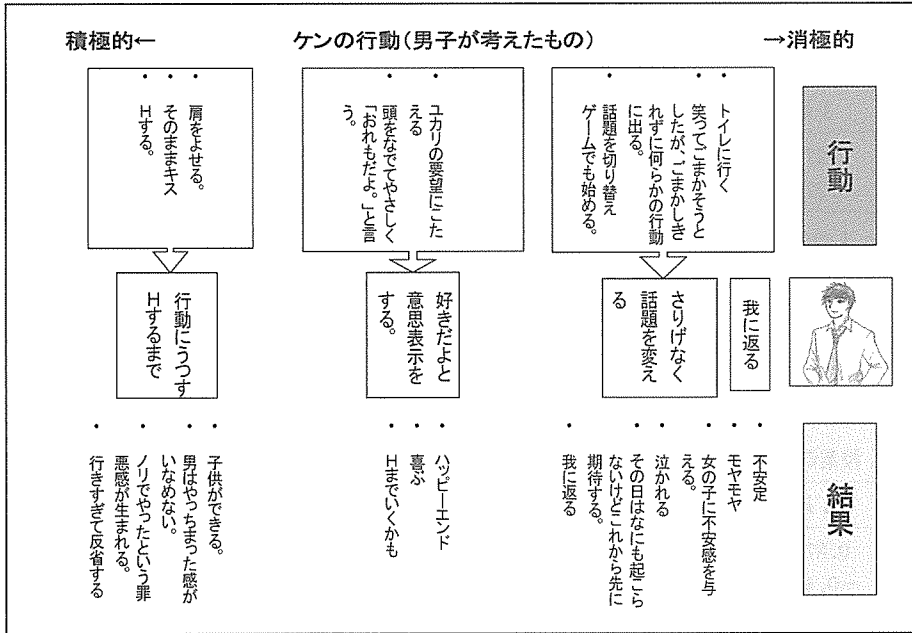 積極的←
ケンの行動(男子が考えたもの)
→消極的
行動
トイレに行く
・笑ってごまかそうと
したが、ごまかしき
れずに何らかの行動
に出る。
・話題を切り替え
ゲームでも始める。
・ユカリの要望にこた
える
・頭をなでてやさしく
「おれもだよ。」と言
う。
・肩をよせる。
・そのままキス
・Hする。
我に返る
さりげなく
話題を変え
る
好きだよと
意思表示を
する。
行動にうつす
Hするまで
結果
・不安定
・モヤモヤ
・女の子に不安感を与
える。
・泣かれる
・その日はなにも起こら
ないけどこれから先に
期待する。
・我に返る
・ハッピーエンド
・喜ぶ
・Hまでいくかも
・子供ができる。
・男はやっちまった感が
いなめない。
・ノリでやったという罪
悪感が生まれる。
・行きすぎて反省する